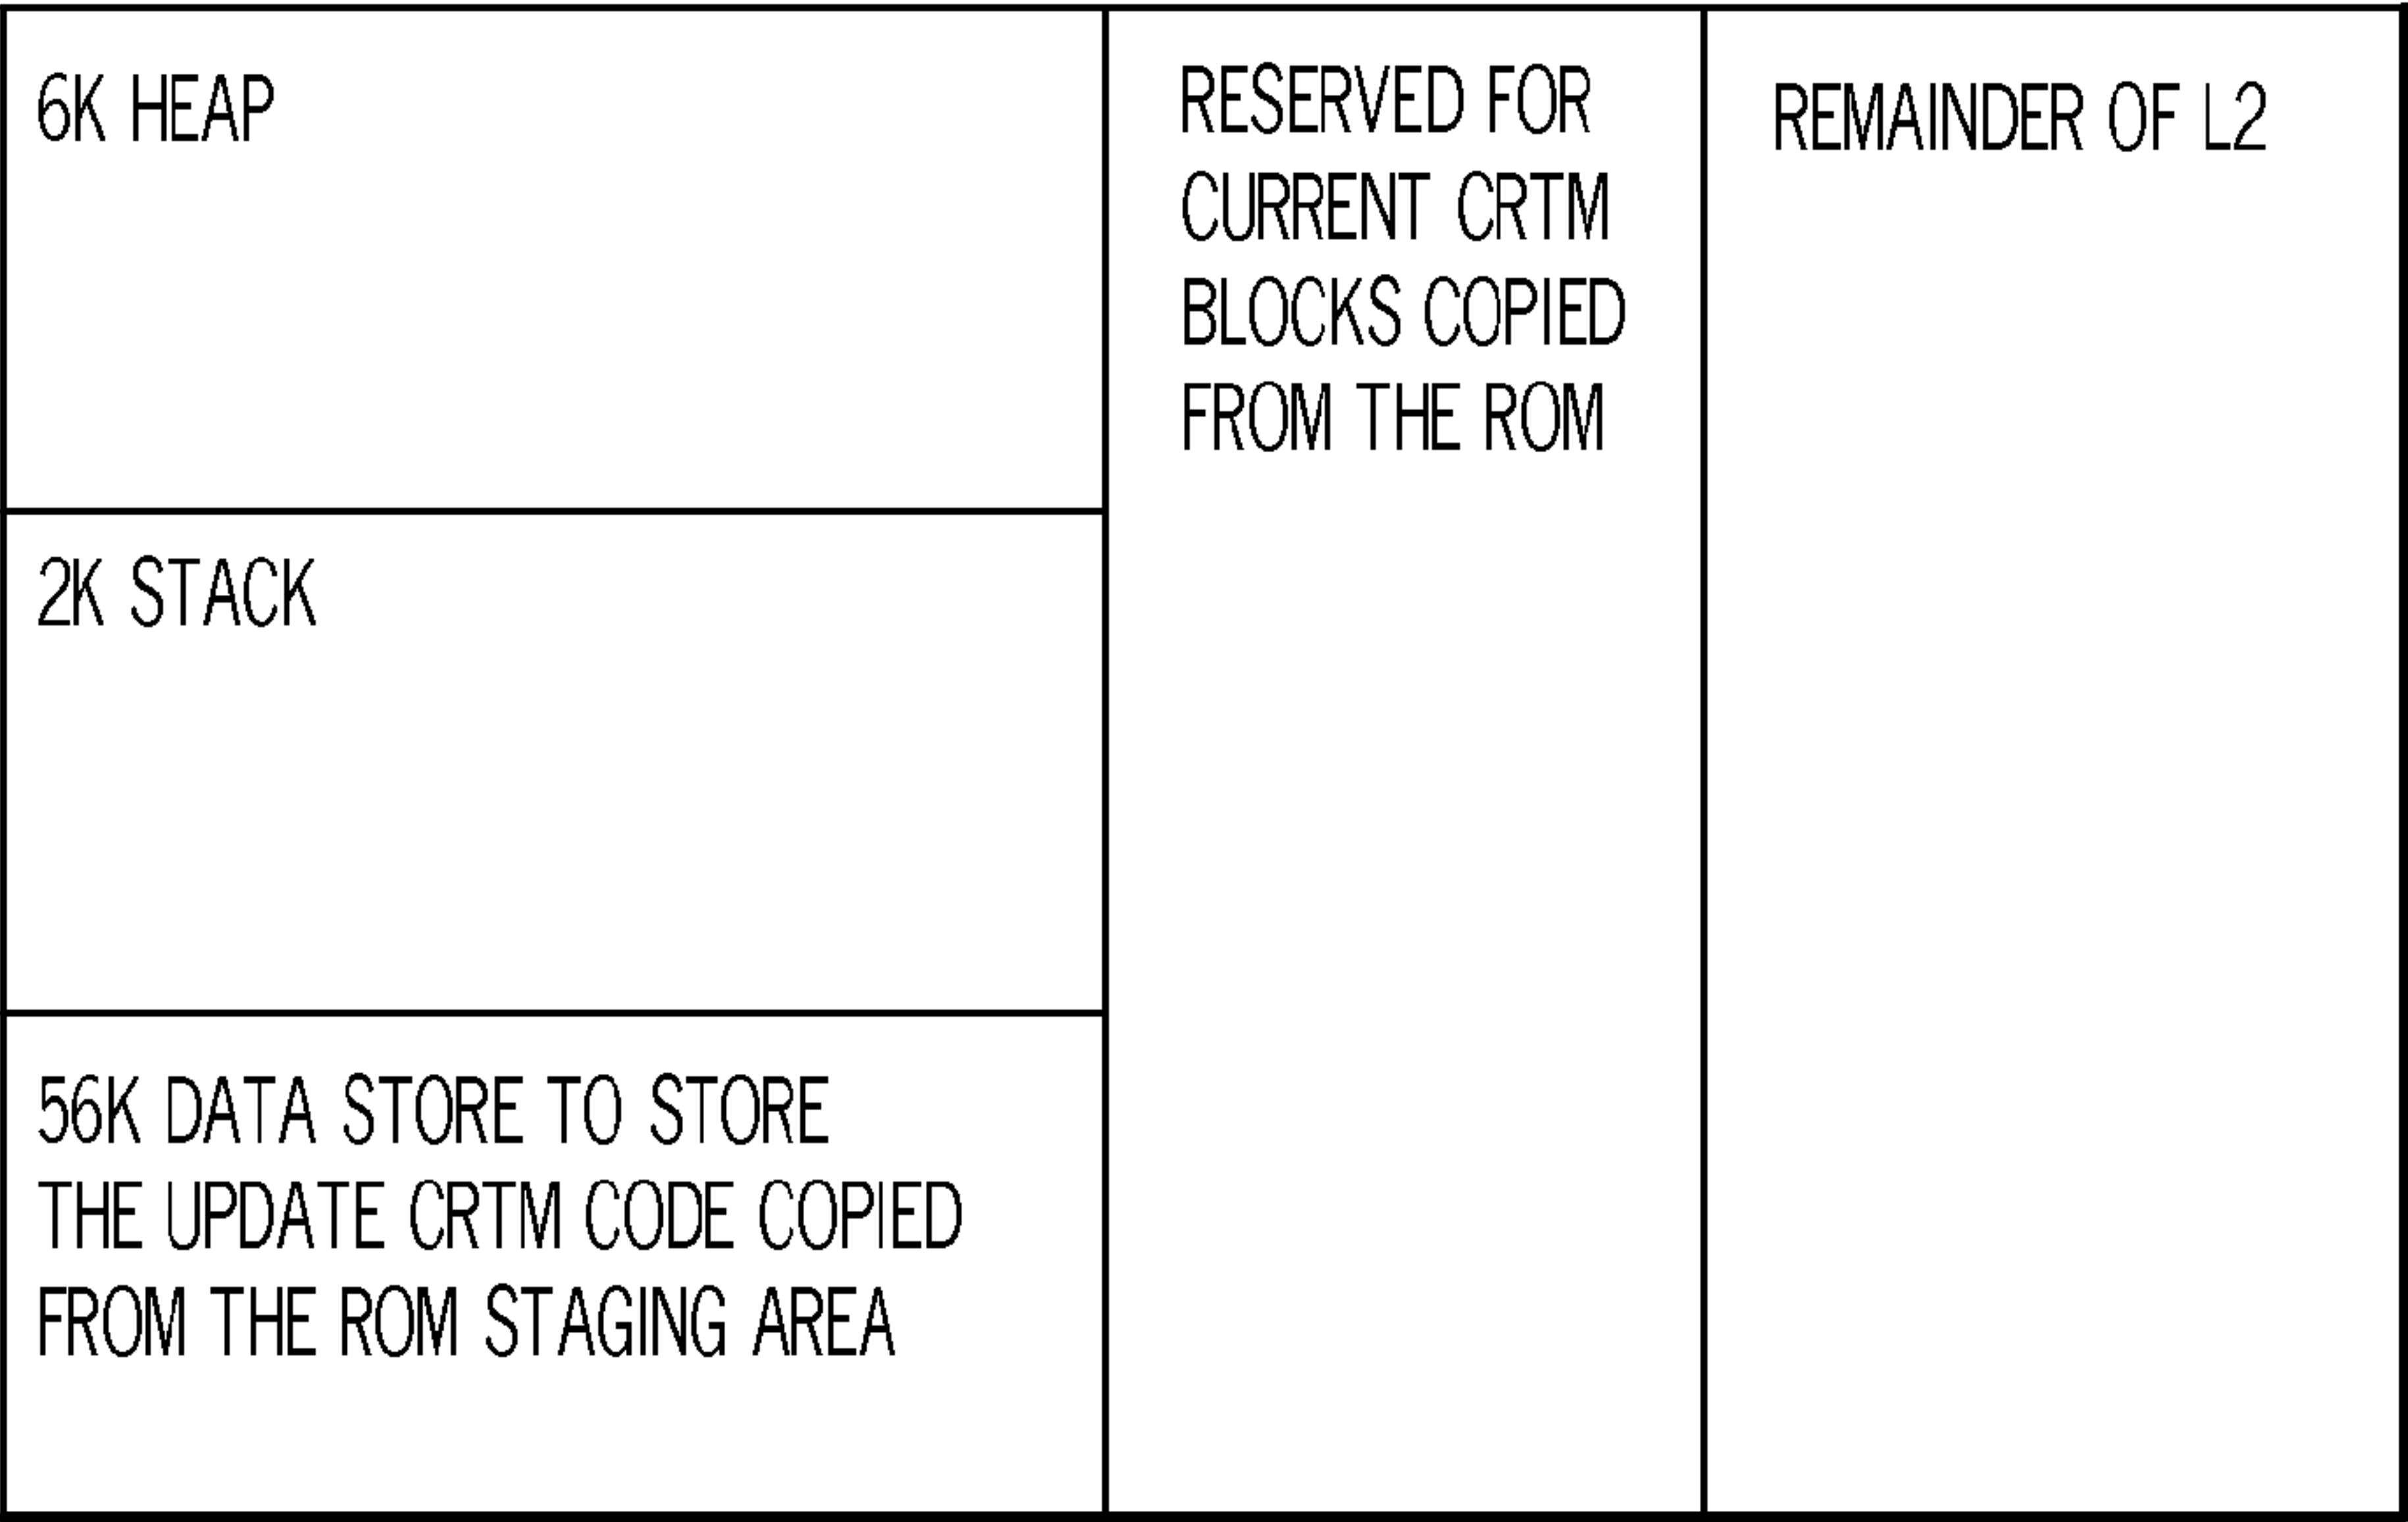 6K HEAP
2K STACK
56K DATA STORE TO STORE
THE UPDATE CRTM CODE COPIED
FROM THE ROM STAGING AREA
RESERVED FOR
CURRENT CRTM
BLOCKS COPIED
FROM THE ROM
REMAINDER OF L2